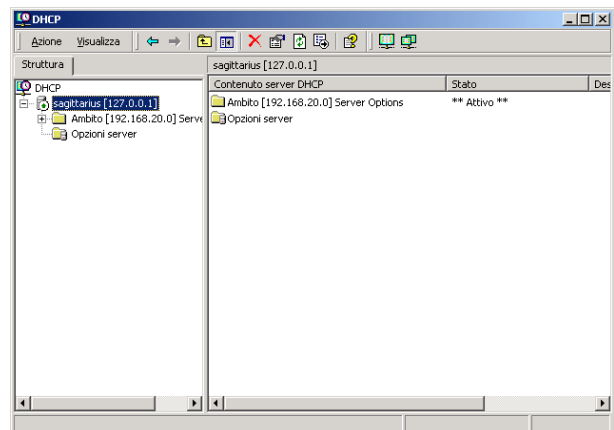 DHCP
Azione Visualizza
Struttura
sagittarius [127.0.0.1]
DHCP
sagittarius [127.0.0.1]
Ambito [192.168.20.0] Serve
Opzioni server
Contenuto server DHCP Stato Des
Ambito [192.168.20.0] Server Options ** Attivo **
Opzioni server